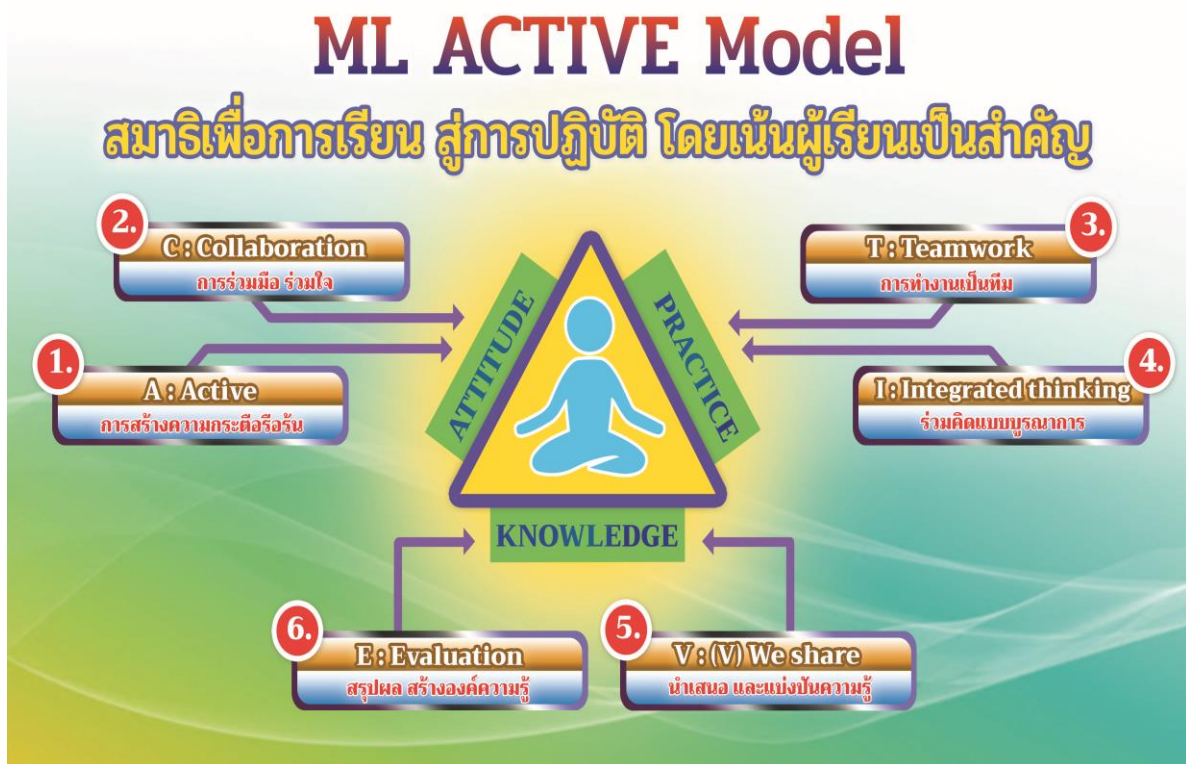 ML ACTIVE Model
สมาธิเพื่อการเรียน สู่การปฏิบัติ โดยเน้นผู้เรียนเป็นสำคัญ
1.
A : Active
การสร้างความกระตือรือร้น
2.
C : Collaboration
การร่วมมือ ร่วมใจ
3.
T : Teamwork
การทำงานเป็นทีม
4.
I : Integrated thinking
ร่วมคิดแบบบูรณาการ
5.
V : (V) We share
นำเสนอ และแบ่งปันความรู้
6.
E : Evaluation
สรุปผล สร้างองค์ความรู้
ATTITUDE
PRACTICE
KNOWLEDGE